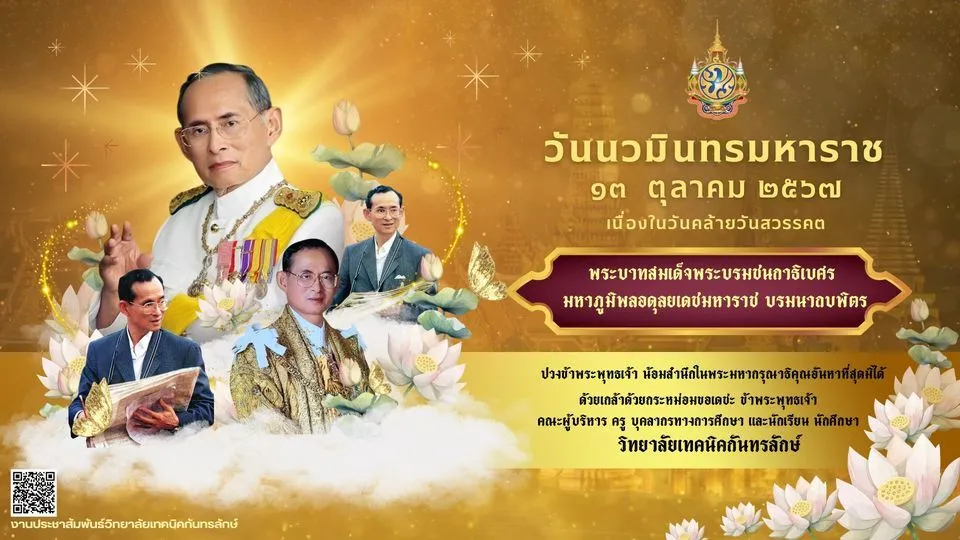 วันนวมินทรมหาราช
๑๓ ตุลาคม ๒๕๖๗
เนื่องในวันคล้ายวันสวรรคต
พระบาทสมเด็จพระบรมชนกาธิเบศร
มหาภูมิพลอดุลยเดชมหาราช บรมนาถบพิตร
ปวงข้าพระพุทธเจ้า น้อมสำนึกในพระมหากรุณาธิคุณอันหาที่สุดมิได้
ด้วยเกล้าด้วยกระหม่อมขอเดชะ ข้าพระพุทธเจ้า
คณะผู้บริหาร ครู บุคลากรทางการศึกษา และนักเรียน นักศึกษา
วิทยาลัยเทคนิคกันทรลักษ์
งานประชาสัมพันธ์วิทยาลัยเทคนิคกันทรลักษ์